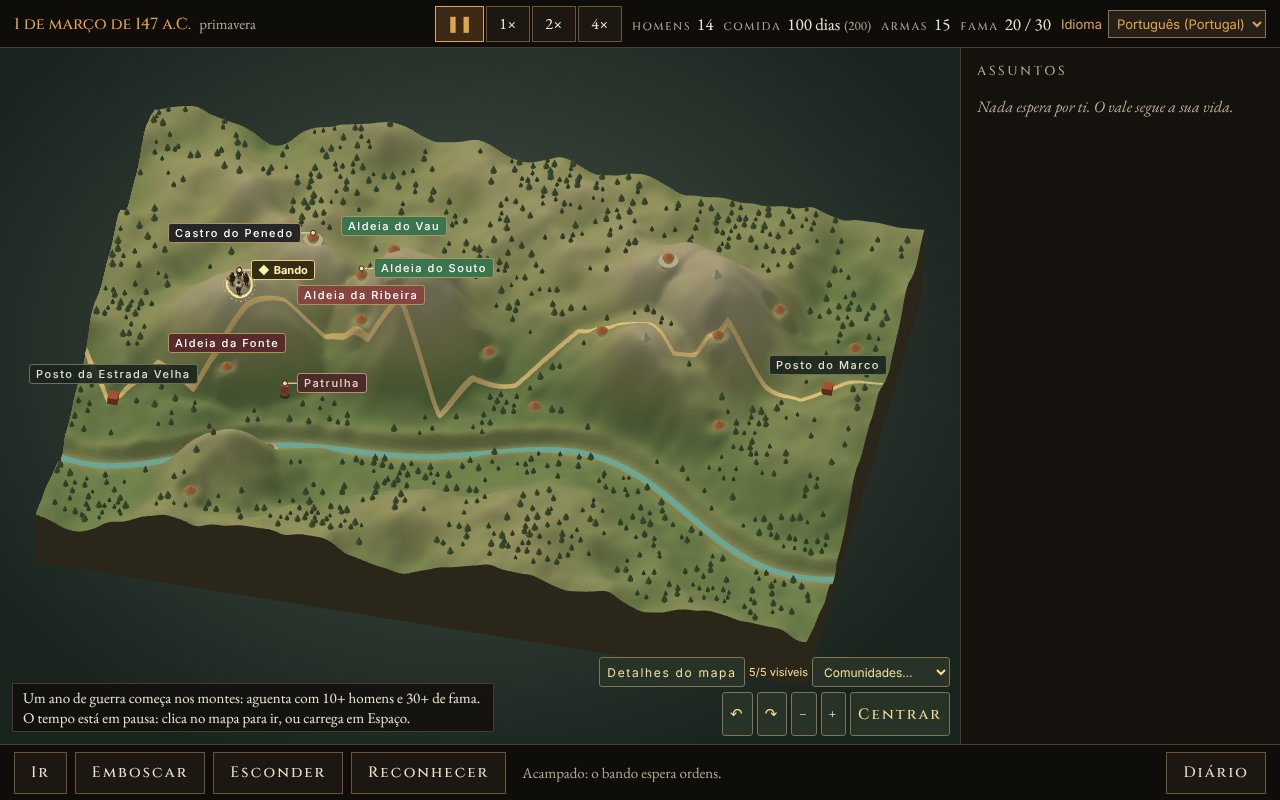 1 DE MARÇO DE 147 A.C. primavera
❚❚ 1× 2× 4×
HOMENS 14 COMIDA 100 dias (200) ARMAS 15 FAMA 20 / 30
Idioma Português (Portugal)
ASSUNTOS
Nada espera por ti. O vale segue a sua vida.
Aldeia do Vau
Castro do Penedo
◆ Bando
Aldeia do Souto
Aldeia da Ribeira
Aldeia da Fonte
Posto da Estrada Velha
Patrulha
Posto do Marco
Detalhes do mapa 5/5 visíveis Comunidades...
↶ ↷ − + CENTRAR
Um ano de guerra começa nos montes: aguenta com 10+ homens e 30+ de fama.
O tempo está em pausa: clica no mapa para ir, ou carrega em Espaço.
IR EMBOSCAR ESCONDER RECONHECER Acampado: o bando espera ordens. DIÁRIO